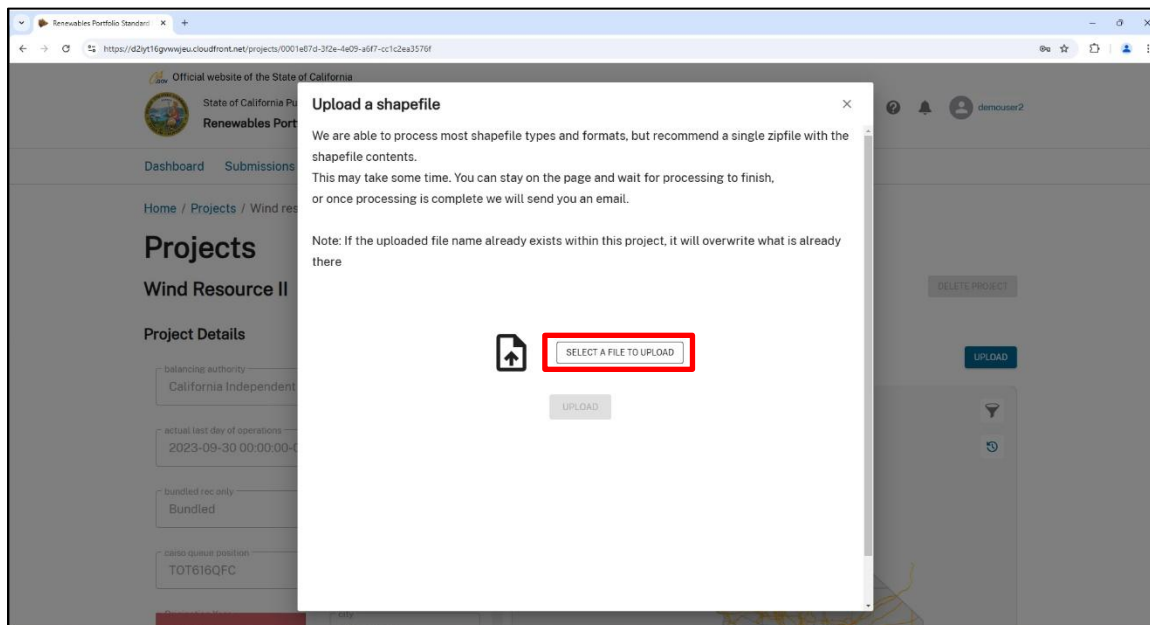 Renewables Portfolio Standard
https://d2iyt16gvwwjeu.cloudfront.net/projects/0001e87d-3f2e-4e09-a6f7-cc1c2ea3576f
Official website of the State of California
State of California Pu
Renewables Port
demouser2
Dashboard Submissions
Home / Projects / Wind res
Projects
Wind Resource II
DELETE PROJECT
Project Details
UPLOAD
balancing authority
California Independent
actual last day of operations
2023-09-30 00:00:00-0
bundled rec only
Bundled
caiso queue position
TOT616QFC
city
Upload a shapefile
We are able to process most shapefile types and formats, but recommend a single zipfile with the
shapefile contents.
This may take some time. You can stay on the page and wait for processing to finish,
or once processing is complete we will send you an email.
Note: If the uploaded file name already exists within this project, it will overwrite what is already
there
SELECT A FILE TO UPLOAD
UPLOAD